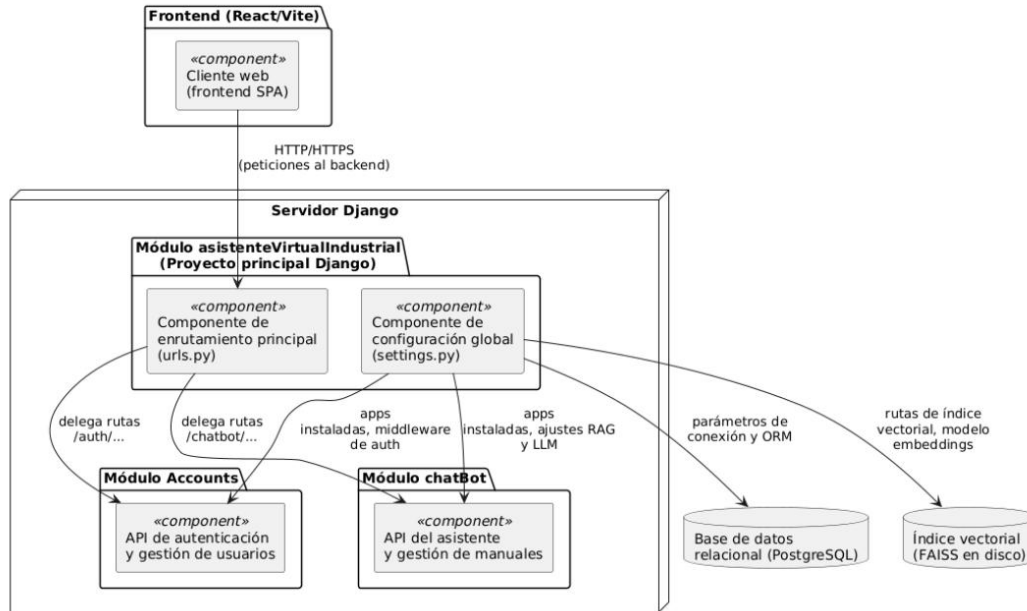 Frontend (React/Vite)
«component»
Cliente web
(frontend SPA)
HTTP/HTTPS
(peticiones al backend)
Servidor Django
Módulo asistenteVirtualIndustrial
(Proyecto principal Django)
«component»
Componente de
enrutamiento principal
(urls.py)
«component»
Componente de
configuración global
(settings.py)
delega rutas
/auth/...
delega rutas
/chatbot/...
apps
instaladas, middleware
de auth
apps
instaladas, ajustes RAG
y LLM
parámetros de
conexión y ORM
rutas de índice
vectorial, modelo
embeddings
Módulo Accounts
«component»
API de autenticación
y gestión de usuarios
Módulo chatBot
«component»
API del asistente
y gestión de manuales
Base de datos
relacional (PostgreSQL)
Índice vectorial
(FAISS en disco)